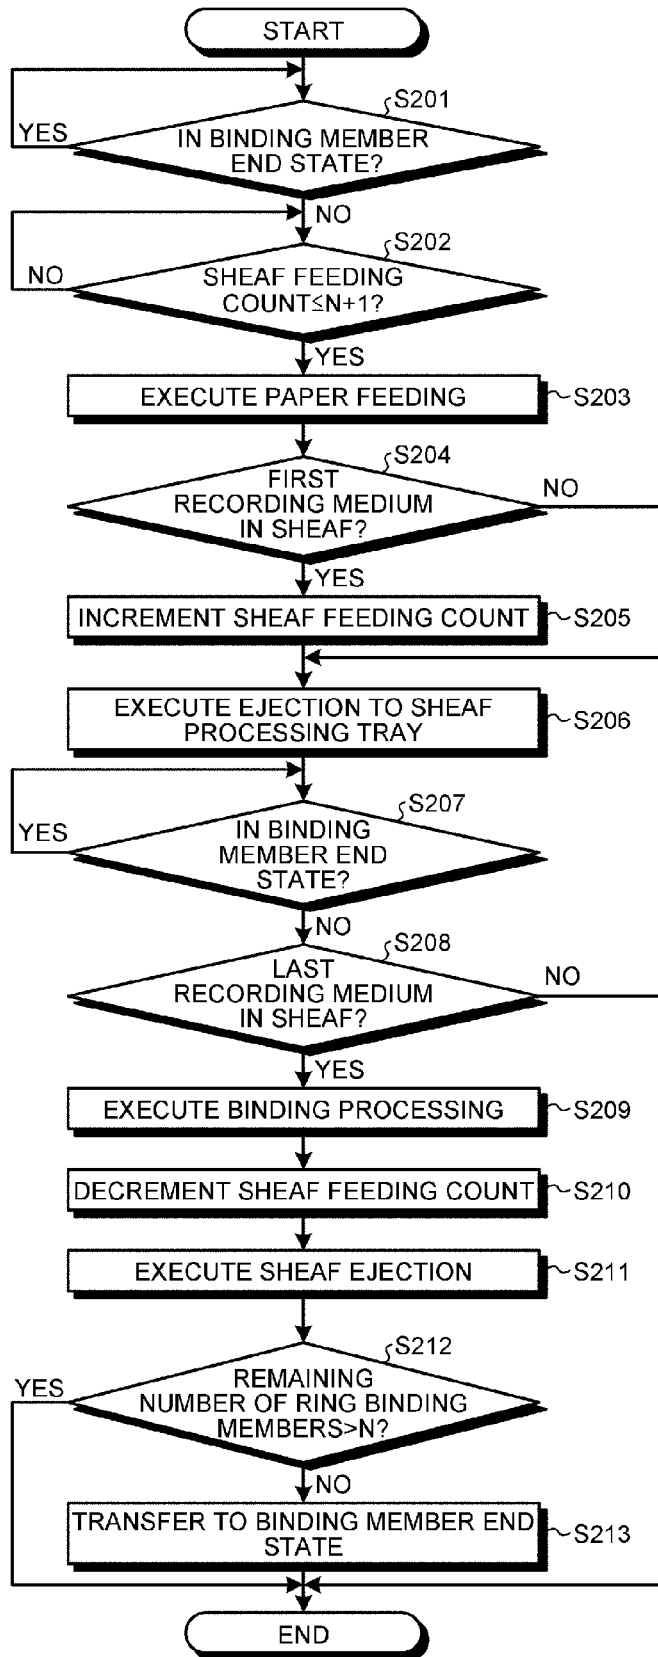 START
S201
YES
IN BINDING MEMBER
END STATE?
NO
S202
NO
SHEAF FEEDING
COUNT≤N+1?
YES
EXECUTE PAPER FEEDING
S203
S204
FIRST
RECORDING MEDIUM
IN SHEAF?
NO
YES
INCREMENT SHEAF FEEDING COUNT
S205
EXECUTE EJECTION TO SHEAF
PROCESSING TRAY
S206
S207
YES
IN BINDING
MEMBER END
STATE?
NO
S208
LAST
RECORDING MEDIUM
IN SHEAF?
NO
YES
EXECUTE BINDING PROCESSING
S209
DECREMENT SHEAF FEEDING COUNT
S210
EXECUTE SHEAF EJECTION
S211
S212
YES
REMAINING
NUMBER OF RING BINDING
MEMBERS>N?
NO
TRANSFER TO BINDING MEMBER END
STATE
S213
END